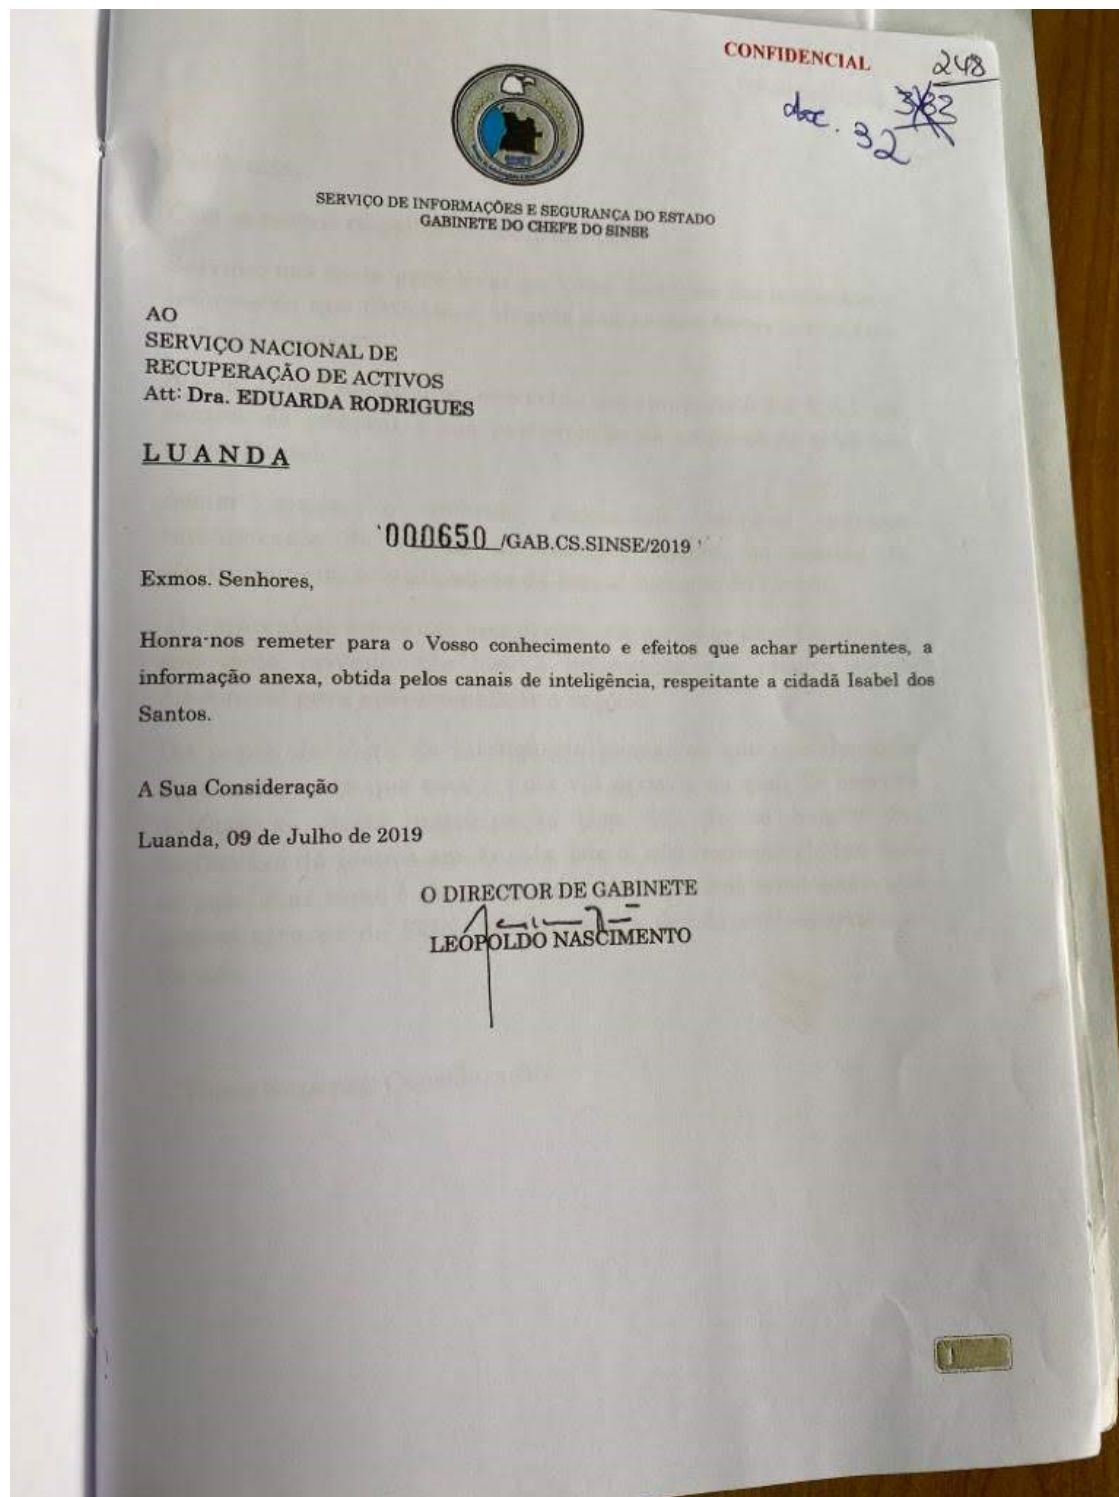 CONFIDENCIAL
248
doc. 32
SERVIÇO DE INFORMAÇÕES E SEGURANÇA DO ESTADO
GABINETE DO CHEFE DO SINSE
AO
SERVIÇO NACIONAL DE
RECUPERAÇÃO DE ACTIVOS
Att: Dra. EDUARDA RODRIGUES
LUANDA
000650 /GAB.CS.SINSE/2019
Exmos. Senhores,
Honra-nos remeter para o Vosso conhecimento e efeitos que achar pertinentes, a
informação anexa, obtida pelos canais de inteligência, respeitante a cidadã Isabel dos
Santos.
A Sua Consideração
Luanda, 09 de Julho de 2019
O DIRECTOR DE GABINETE
LEOPOLDO NASCIMENTO